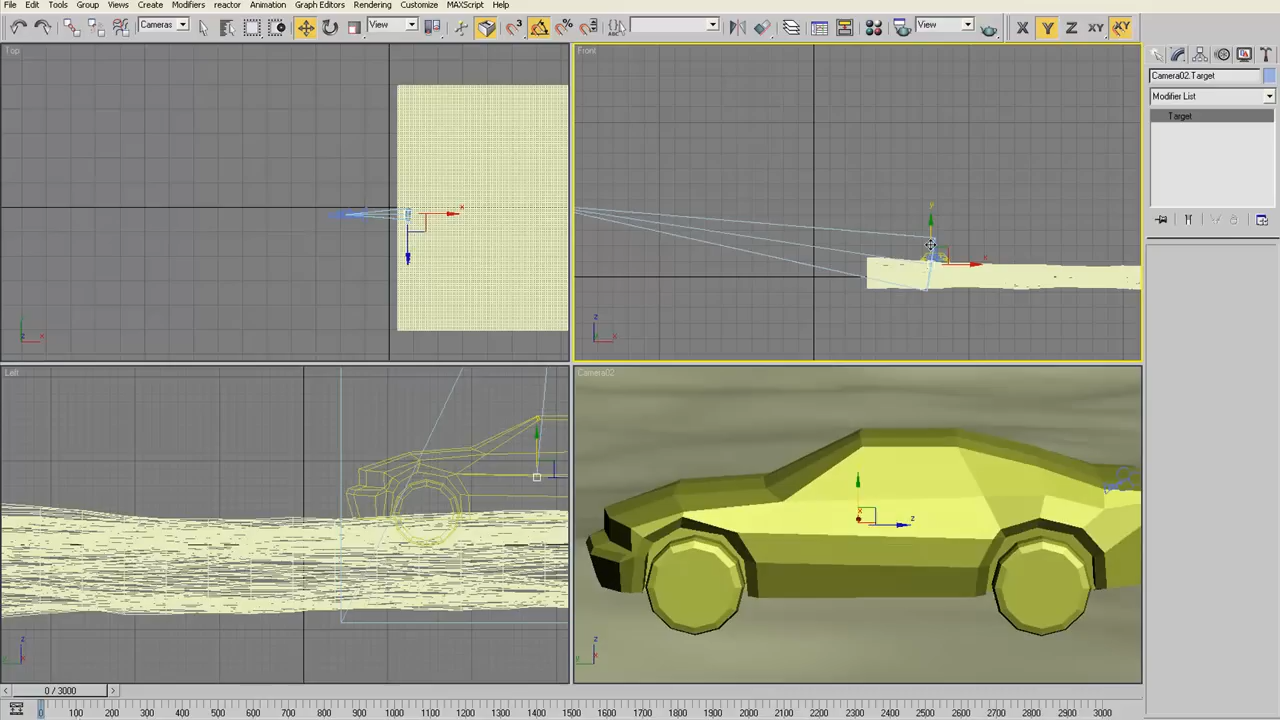 File Edit Tools Group Views Create Modifiers reactor Animation Graph Editors Rendering Customize MAXScript Help
Cameras View View X Y Z XY XY
Top Front
Camera02.Target
Modifier List
Target
y
x x
z x z x
Left Camera02
x z
z y z y
0 / 3000
0 100 200 300 400 500 600 700 800 900 1000 1100 1200 1300 1400 1500 1600 1700 1800 1900 2000 2100 2200 2300 2400 2500 2600 2700 2800 2900 3000